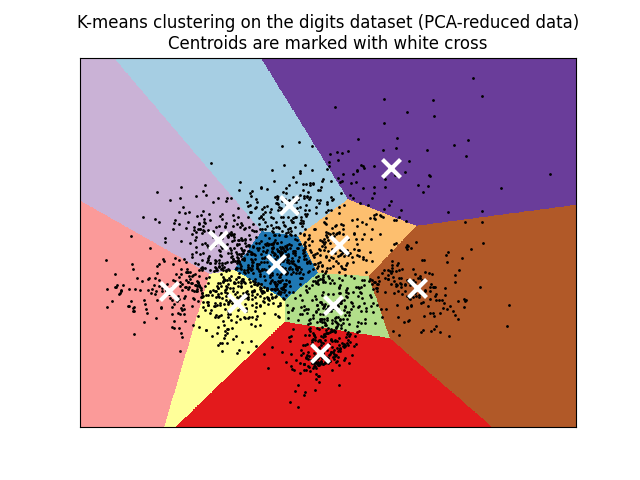 K-means clustering on the digits dataset (PCA-reduced data)
Centroids are marked with white cross